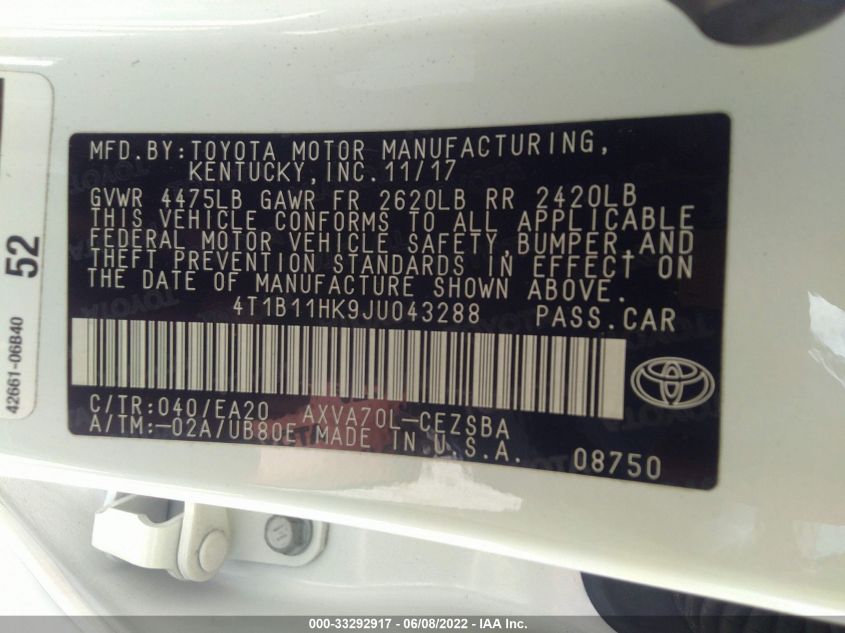 MFD.BY:TOYOTA MOTOR MANUFACTURING,
KENTUCKY,INC.11/17
GVWR 4475LB GAWR FR 2620LB RR 2420LB
THIS VEHICLE CONFORMS TO ALL APPLICABLE
FEDERAL MOTOR VEHICLE SAFETY,BUMPER,AND
THEFT PREVENTION STANDARDS IN EFFECT ON
THE DATE OF MANUFACTURE SHOWN ABOVE.
4T1B11HK9JU043288 PASS.CAR
C/TR:040/EA20 AXVA70L-CEZSBA
A/TM:-02A/UB80E MADE IN U.S.A.
08750
52
42661-06B40
000-33292917 - 06/08/2022 - IAA Inc.